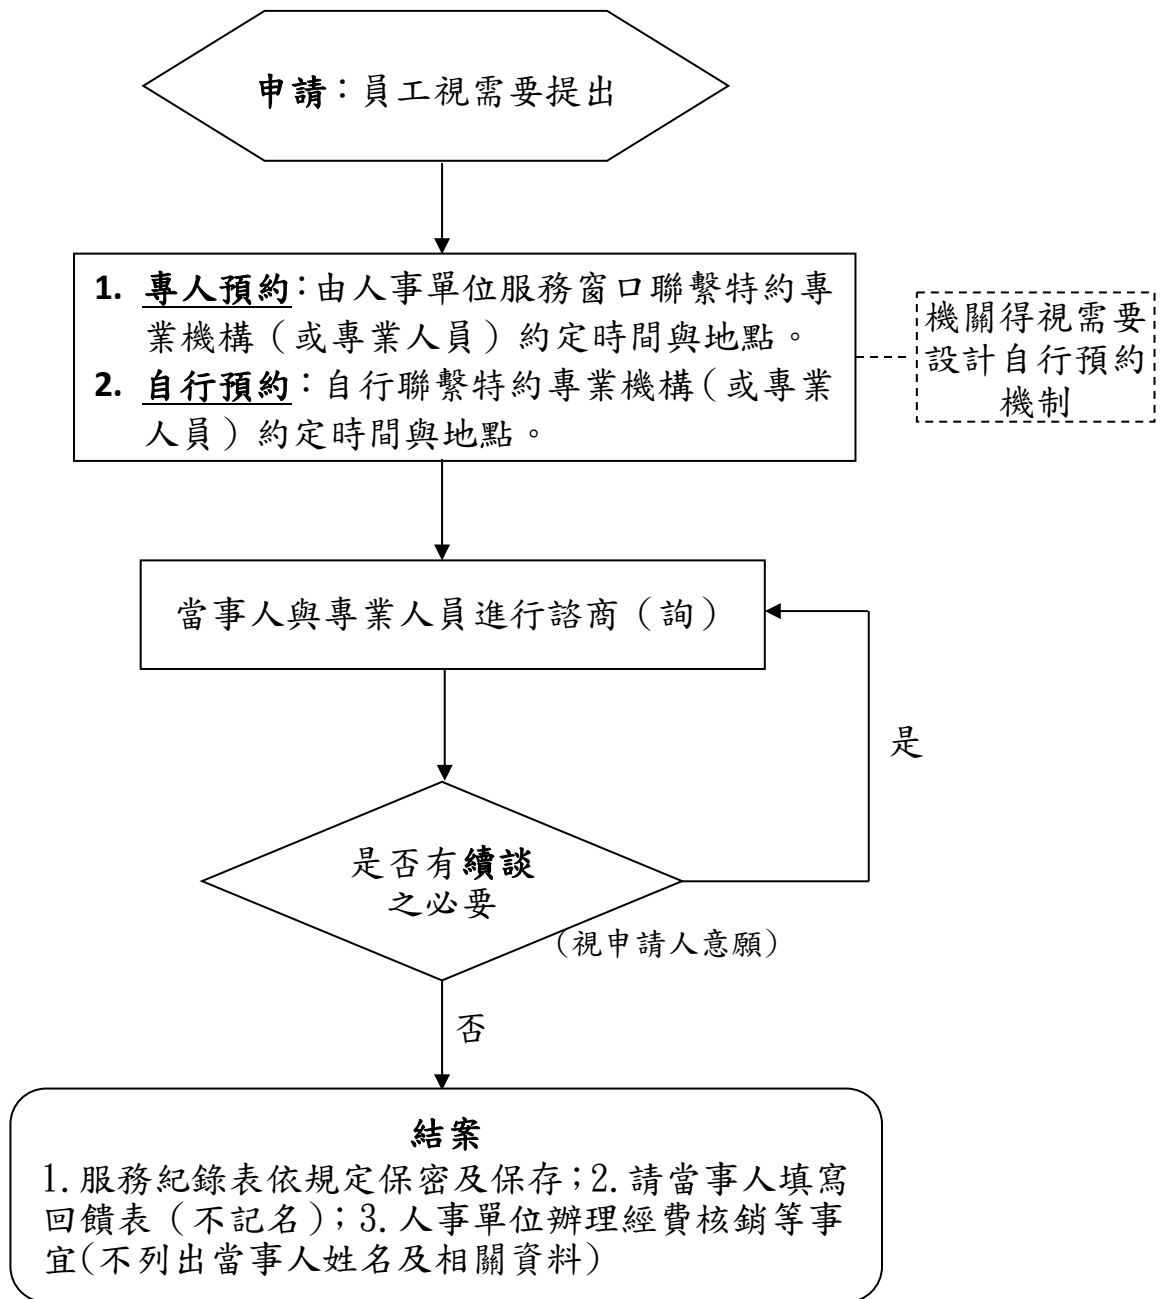 申請：員工視需要提出
1. 專人預約：由人事單位服務窗口聯繫特約專
業機構（或專業人員）約定時間與地點。
2. 自行預約：自行聯繫特約專業機構（或專業
人員）約定時間與地點。
機關得視需要
設計自行預約
機制
當事人與專業人員進行諮商（詢）
是
是否有續談
之必要
（視申請人意願）
否
結案
1.服務紀錄表依規定保密及保存；2.請當事人填寫
回饋表（不記名）；3.人事單位辦理經費核銷等事
宜(不列出當事人姓名及相關資料)